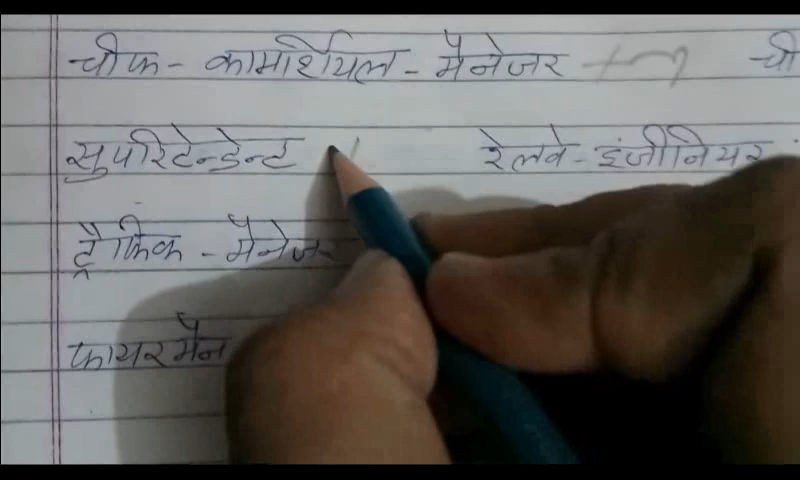 चीफ - कामर्शियल - मैनेजर ची
सुपरिटेन्डेन्ट रेलवे - इंजीनियर
ट्रैफिक - मैनेजर
फायरमैन